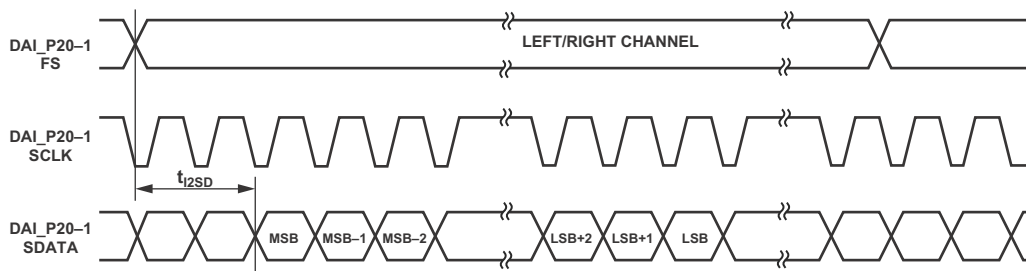 DAI_P20–1
FS
LEFT/RIGHT CHANNEL
DAI_P20–1
SCLK
tI2SD
DAI_P20–1
SDATA
MSB
MSB–1
MSB–2
LSB+2
LSB+1
LSB